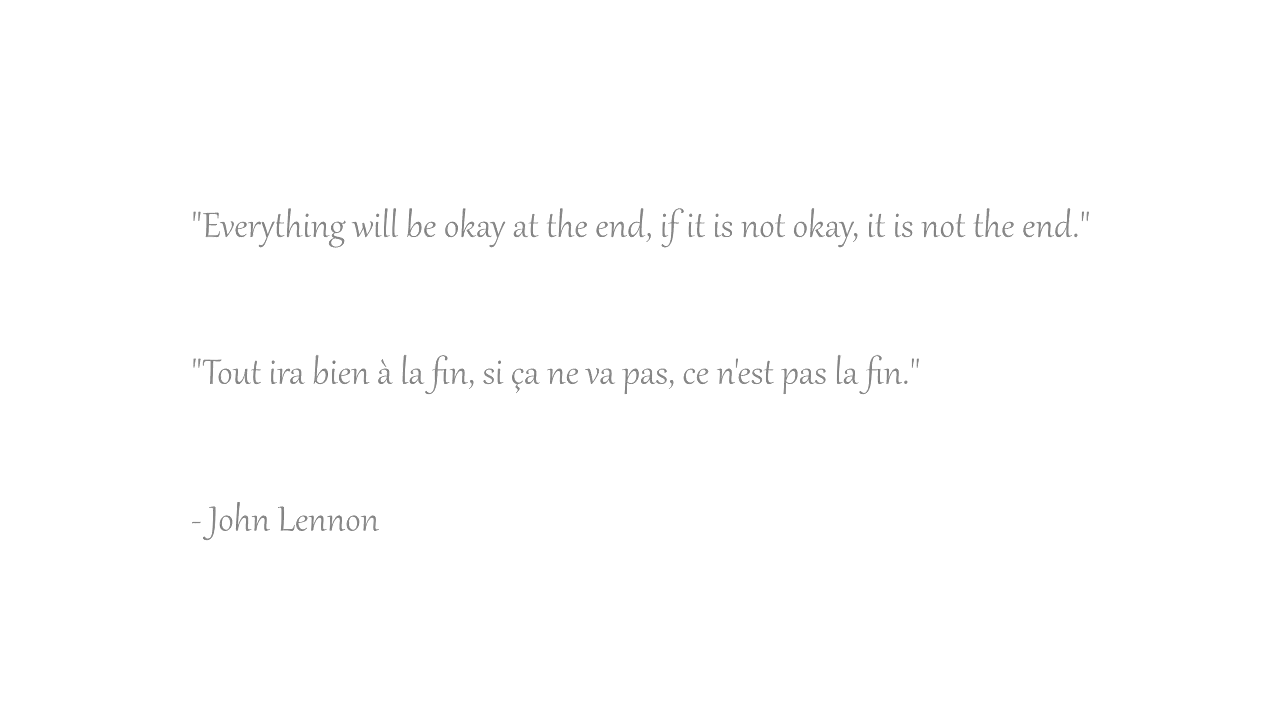 "Everything will be okay at the end, if it is not okay, it is not the end."
"Tout ira bien à la fin, si ça ne va pas, ce n'est pas la fin."
- John Lennon